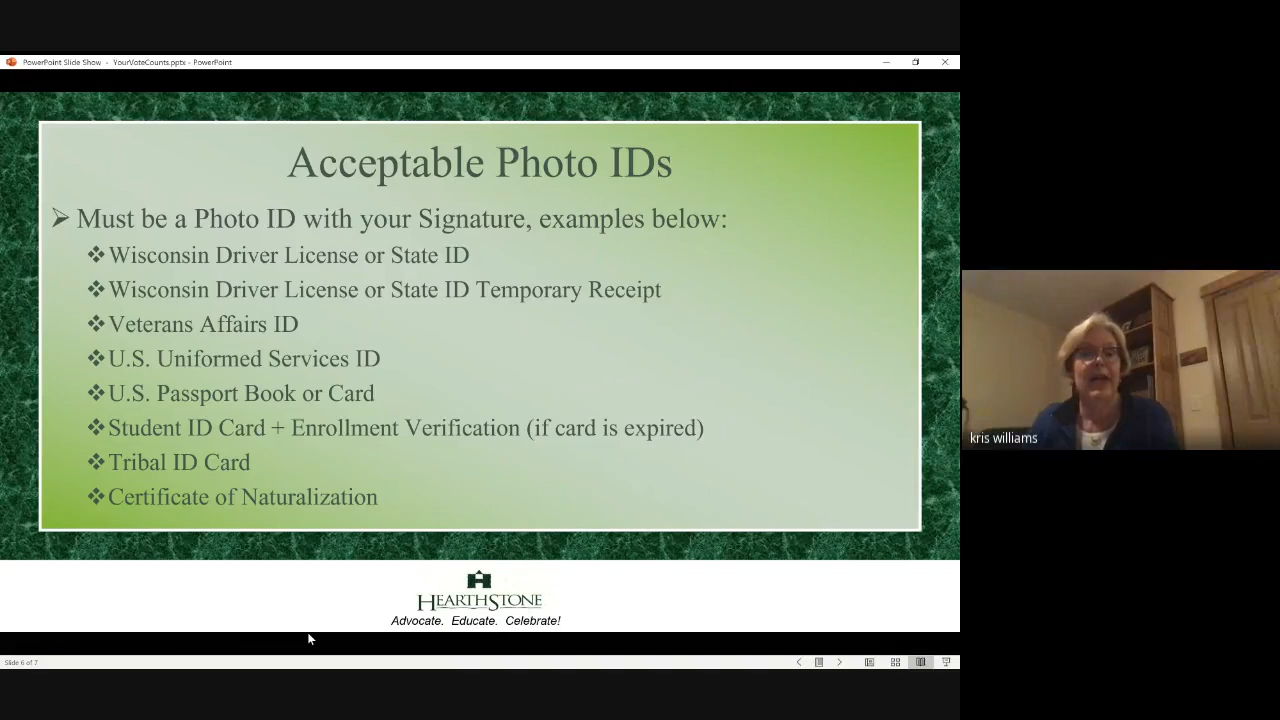 PowerPoint Slide Show - YourVoteCounts.pptx - PowerPoint
Acceptable Photo IDs
Must be a Photo ID with your Signature, examples below:
Wisconsin Driver License or State ID
Wisconsin Driver License or State ID Temporary Receipt
Veterans Affairs ID
U.S. Uniformed Services ID
U.S. Passport Book or Card
Student ID Card + Enrollment Verification (if card is expired)
Tribal ID Card
Certificate of Naturalization
kris williams
HEARTHSTONE
Advocate. Educate. Celebrate!
Slide 6 of 7